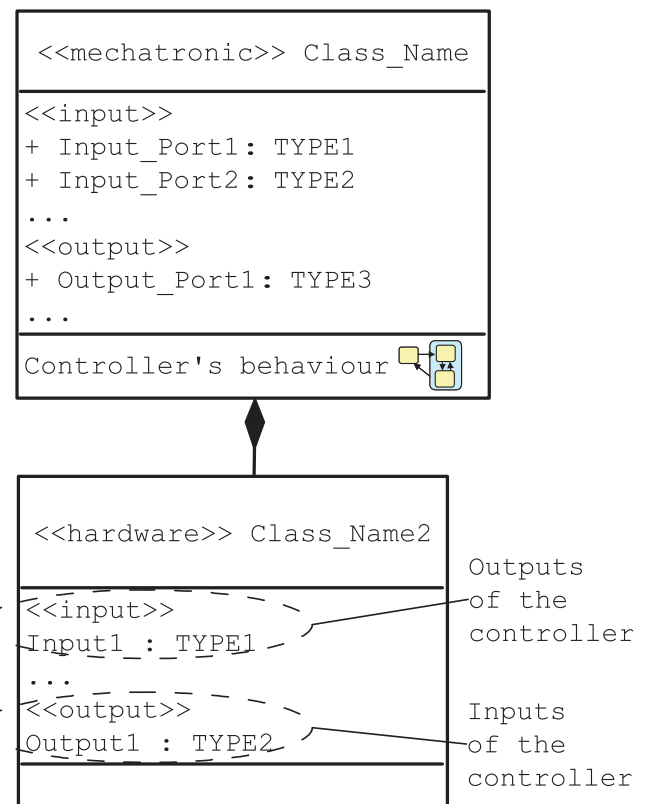 <<mechatronic>> Class_Name
<<input>>
+ Input_Port1: TYPE1
+ Input_Port2: TYPE2
...
<<output>>
+ Output_Port1: TYPE3
...
Controller's behaviour
<<hardware>> Class_Name2
<<input>>
Input1 : TYPE1
...
<<output>>
Output1 : TYPE2
Outputs
of the
controller
Inputs
of the
controller